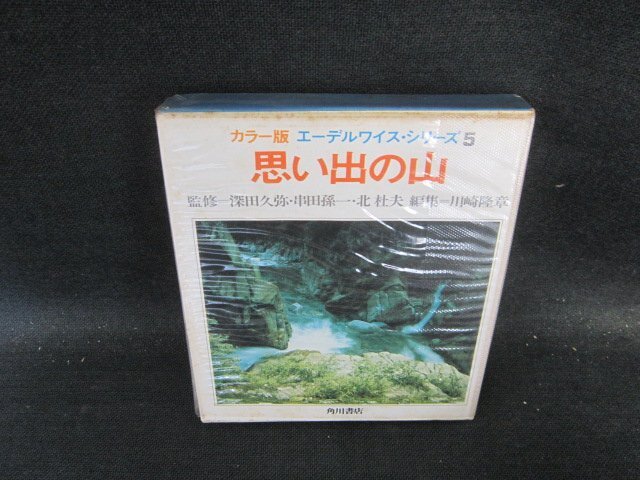 カラー版 エーデルワイス・シリーズ5
思い出の山
監修=深田久弥・串田孫一・北 杜夫 編集=川崎隆章
角川書店